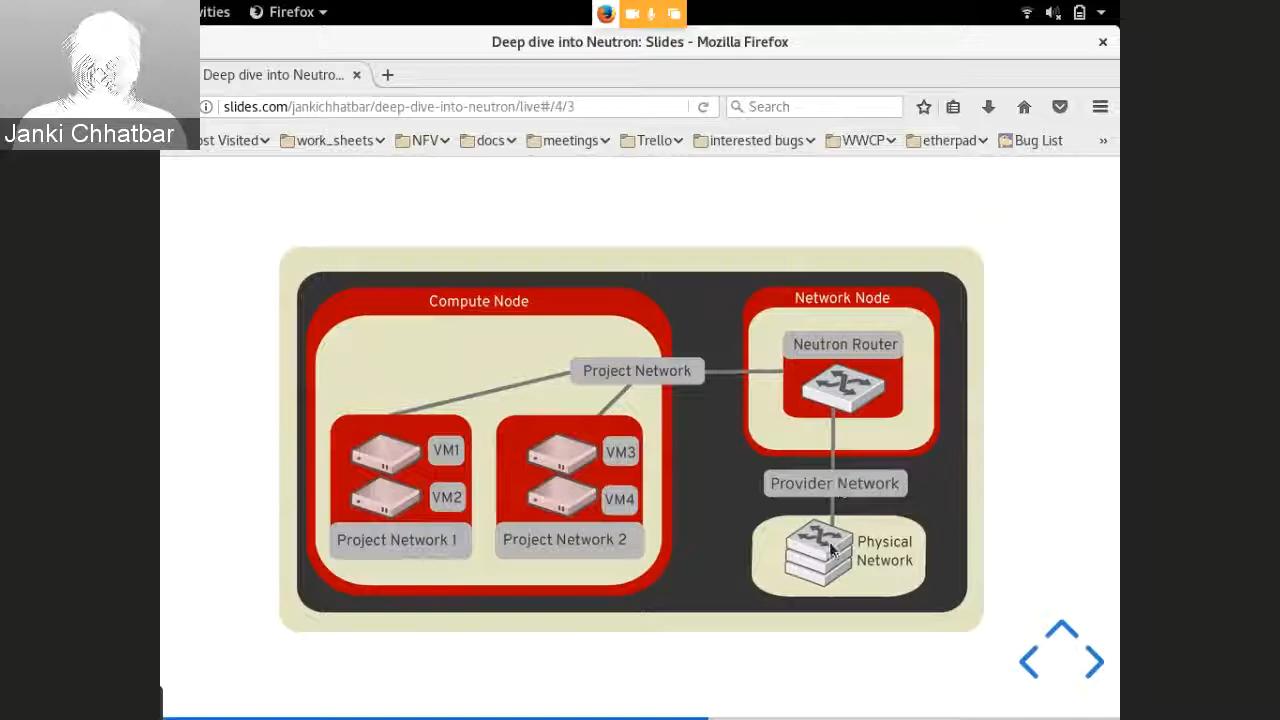 vities
Firefox
Deep dive into Neutron: Slides - Mozilla Firefox
Janki Chhatbar
Deep dive into Neutro...
slides.com/jankichhatbar/deep-dive-into-neutron/live#/4/3
Search
ost Visited
work_sheets
NFV
docs
meetings
Trello
interested bugs
WWCP
etherpad
Bug List
Compute Node
Network Node
Neutron Router
Project Network
VM1
VM3
VM2
VM4
Provider Network
Project Network 1
Project Network 2
Physical
Network